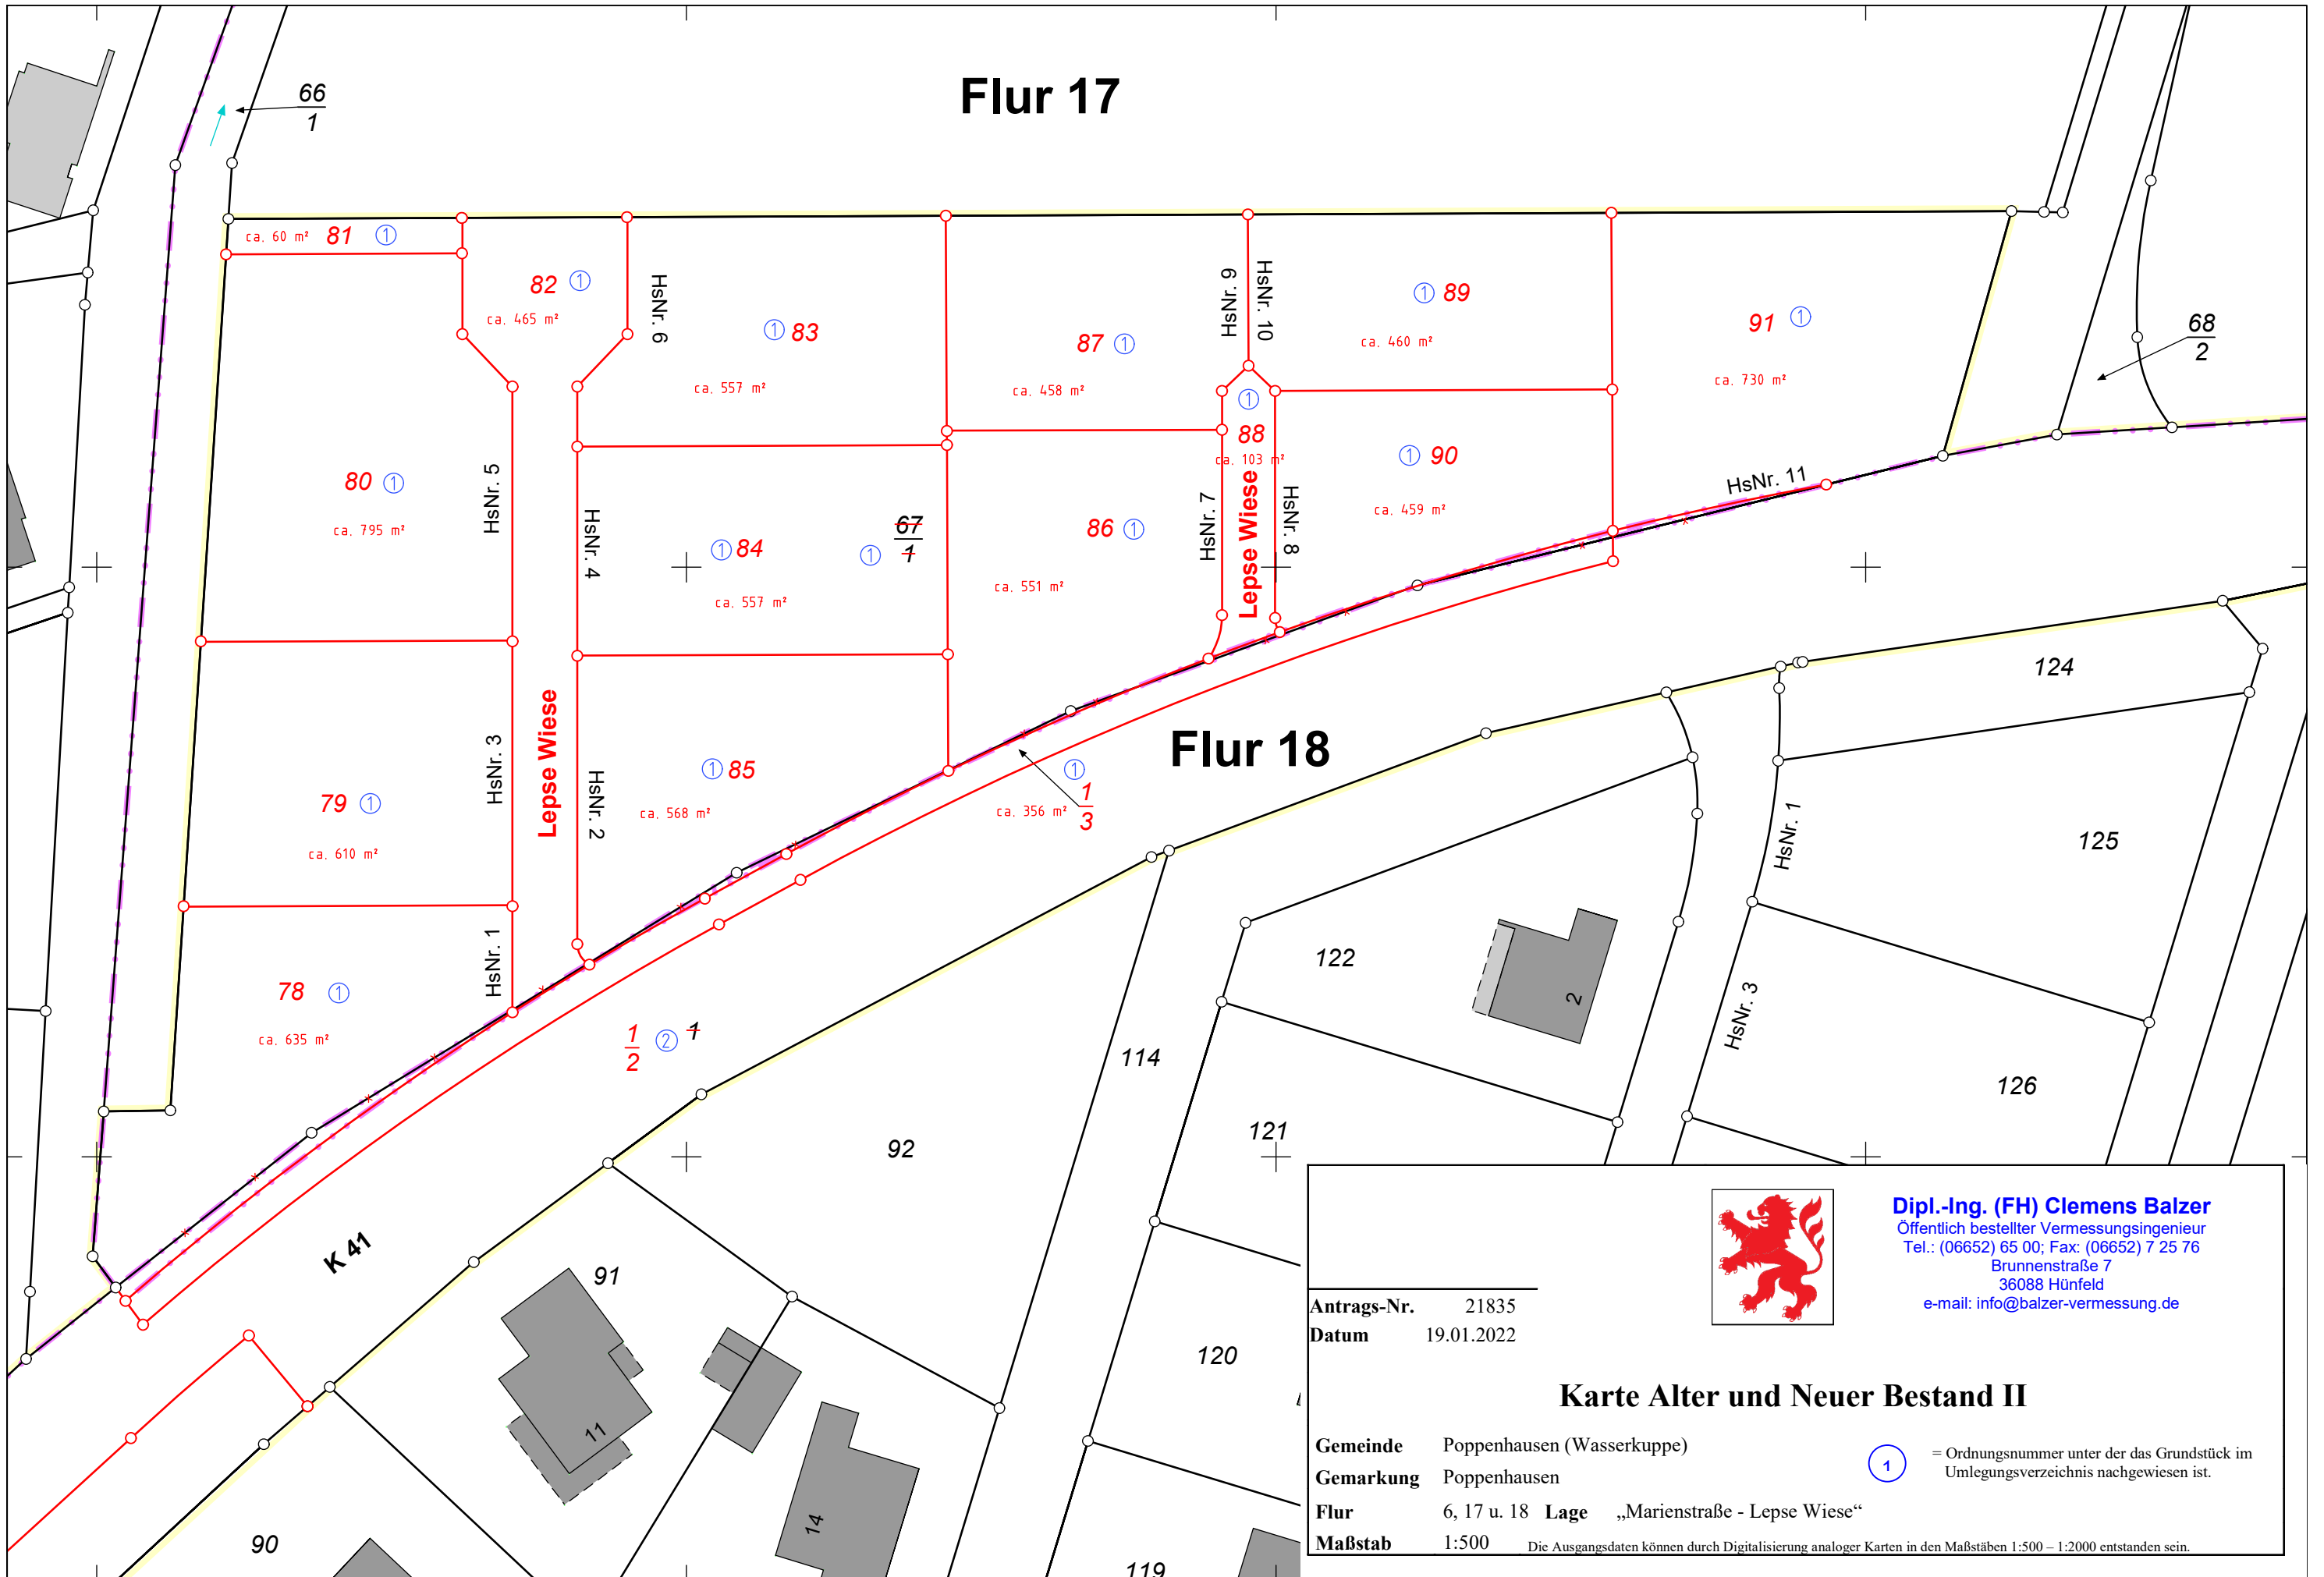 Flur 17
66
1
ca. 60 m² 81 1
82 1
ca. 465 m²
HsNr. 6
1 83
ca. 557 m²
87 1
ca. 458 m²
HsNr. 9
HsNr. 10
1 89
ca. 460 m²
91 1
ca. 730 m²
68
2
80 1
ca. 795 m²
HsNr. 5
HsNr. 4
1 84
ca. 557 m²
1
67
1
86 1
ca. 551 m²
1
88
ca. 103 m²
HsNr. 7
Lepse Wiese
HsNr. 8
1 90
ca. 459 m²
HsNr. 11
79 1
ca. 610 m²
HsNr. 3
Lepse Wiese
HsNr. 2
1 85
ca. 568 m²
1
ca. 356 m²
1
3
Flur 18
124
125
HsNr. 1
78 1
ca. 635 m²
HsNr. 1
1
2
2
1
122
2
HsNr. 3
126
114
92
121
K 41
91
11
14
90
120
119
Dipl.-Ing. (FH) Clemens Balzer
Öffentlich bestellter Vermessungsingenieur
Tel.: (06652) 65 00; Fax: (06652) 7 25 76
Brunnenstraße 7
36088 Hünfeld
e-mail: info@balzer-vermessung.de
Antrags-Nr. 21835
Datum 19.01.2022
Karte Alter und Neuer Bestand II
Gemeinde Poppenhausen (Wasserkuppe)
Gemarkung Poppenhausen
Flur 6, 17 u. 18 Lage „Marienstraße - Lepse Wiese“
Maßstab 1:500
1 = Ordnungsnummer unter der das Grundstück im
Umlegungsverzeichnis nachgewiesen ist.
Die Ausgangsdaten können durch Digitalisierung analoger Karten in den Maßstäben 1:500 – 1:2000 entstanden sein.